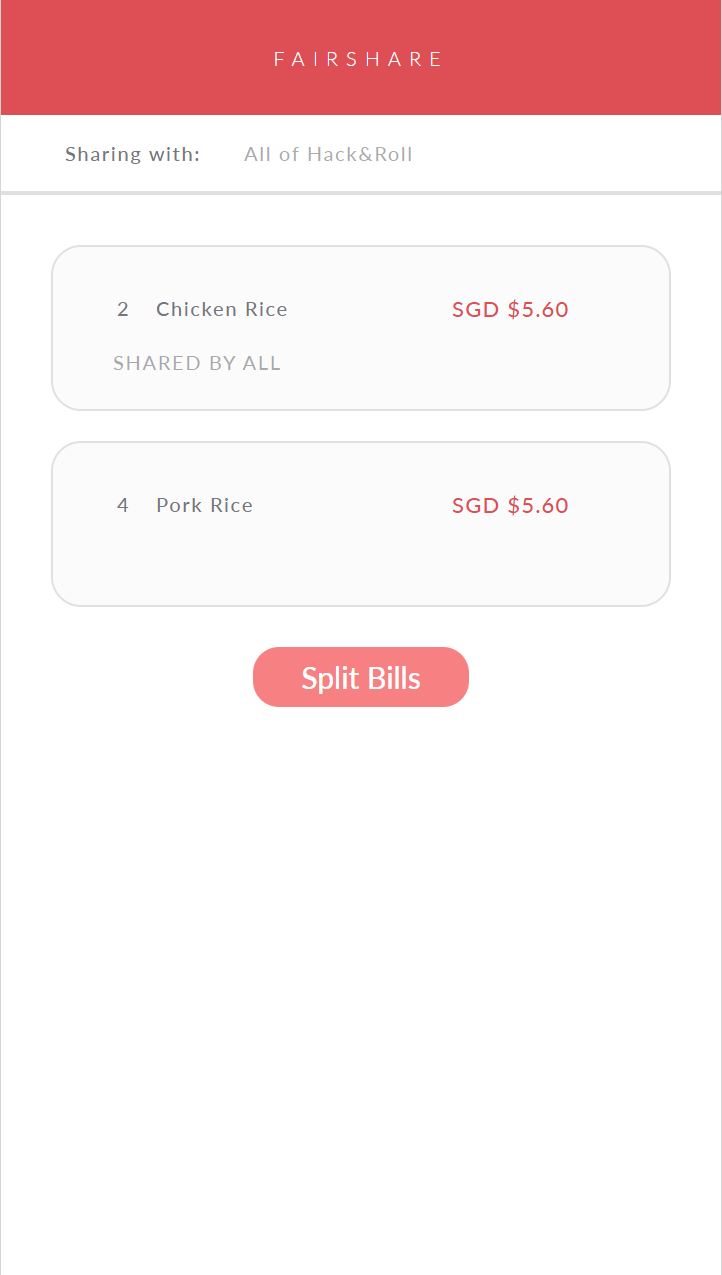 FAIRSHARE
Sharing with: All of Hack&Roll
2 Chicken Rice SGD $5.60
SHARED BY ALL
4 Pork Rice SGD $5.60
Split Bills